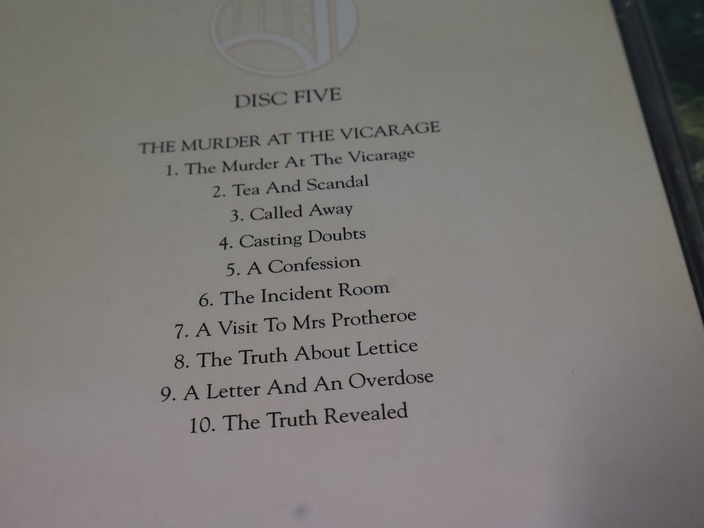 DISC FIVE
THE MURDER AT THE VICARAGE
1. The Murder At The Vicarage
2. Tea And Scandal
3. Called Away
4. Casting Doubts
5. A Confession
6. The Incident Room
7. A Visit To Mrs Protheroe
8. The Truth About Lettice
9. A Letter And An Overdose
10. The Truth Revealed